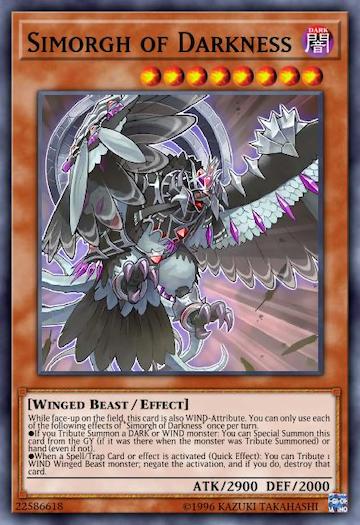 SIMORGH OF DARKNESS
DARK
闇
[WINGED BEAST / EFFECT]
While face-up on the field, this card is also WIND-Attribute. You can only use each
of the following effects of "Simorgh of Darkness" once per turn.
●If you Tribute Summon a DARK or WIND monster: You can Special Summon this
card from the GY (if it was there when the monster was Tribute Summoned) or
hand (even if not).
●When a Spell/Trap Card or effect is activated (Quick Effect): You can Tribute 1
WIND Winged Beast monster; negate the activation, and if you do, destroy that
card.
ATK/2900 DEF/2000
22586618
©1996 KAZUKI TAKAHASHI